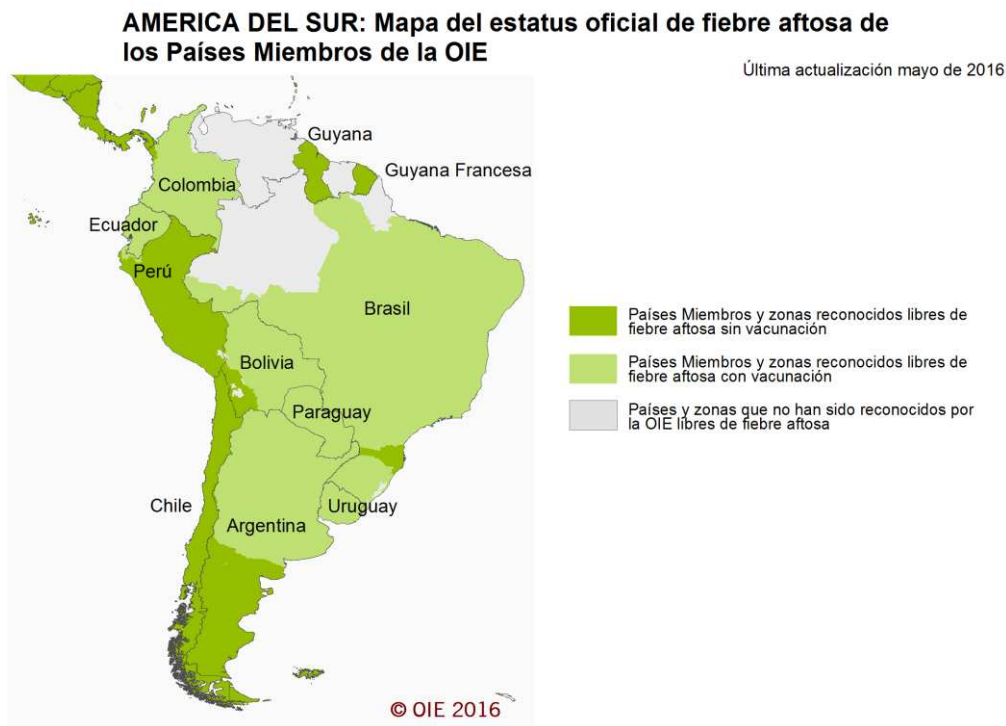 AMERICA DEL SUR: Mapa del estatus oficial de fiebre aftosa de
los Países Miembros de la OIE
Última actualización mayo de 2016
Guyana
Guyana Francesa
Colombia
Ecuador
Perú
Brasil
Bolivia
Paraguay
Chile
Uruguay
Argentina
Países Miembros y zonas reconocidos libres de
fiebre aftosa sin vacunación
Países Miembros y zonas reconocidos libres de
fiebre aftosa con vacunación
Países y zonas que no han sido reconocidos por
la OIE libres de fiebre aftosa
© OIE 2016